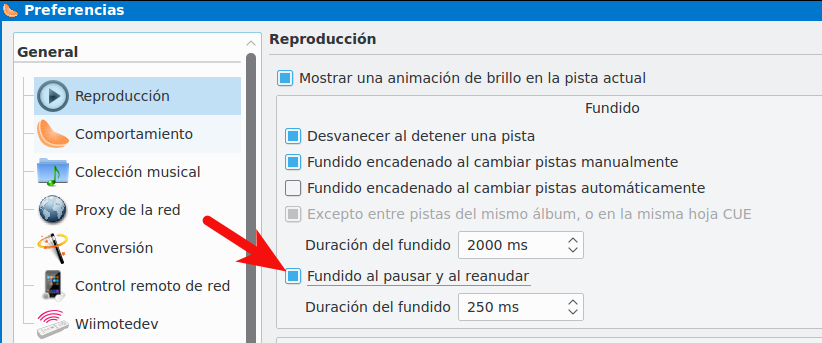 Preferencias
General
Reproducción
Comportamiento
Colección musical
Proxy de la red
Conversión
Control remoto de red
Wiimotedev
Reproducción
Mostrar una animación de brillo en la pista actual
Fundido
Desvanecer al detener una pista
Fundido encadenado al cambiar pistas manualmente
Fundido encadenado al cambiar pistas automáticamente
Excepto entre pistas del mismo álbum, o en la misma hoja CUE
Duración del fundido 2000 ms
Fundido al pausar y al reanudar
Duración del fundido 250 ms